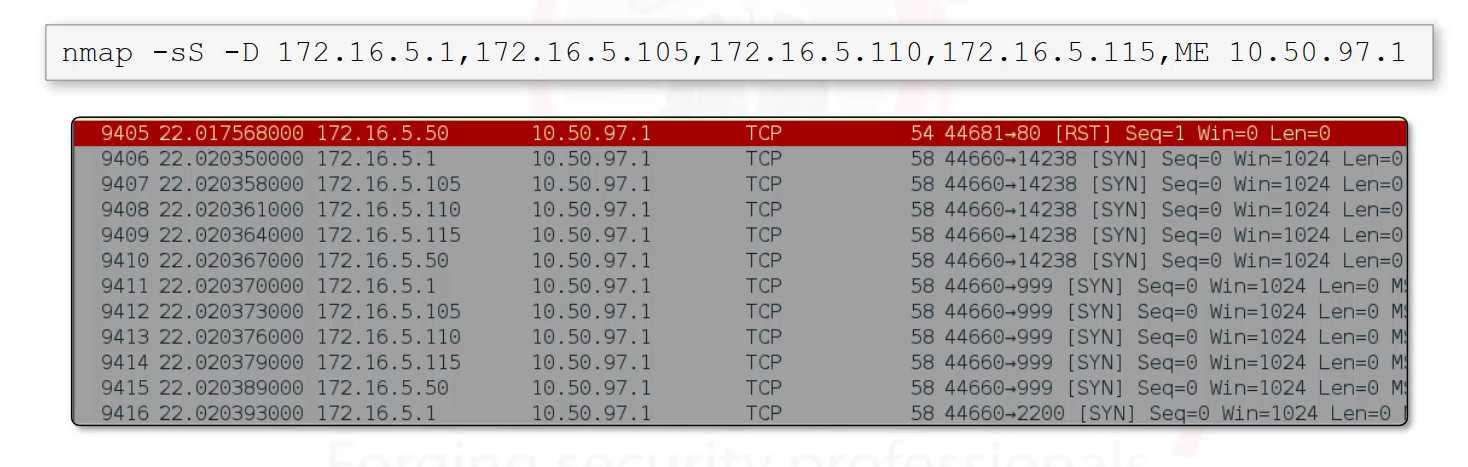 nmap -sS -D 172.16.5.1,172.16.5.105,172.16.5.110,172.16.5.115,ME 10.50.97.1
9405 22.017568000 172.16.5.50 10.50.97.1 TCP 54 44681→80 [RST] Seq=1 Win=0 Len=0
9406 22.020350000 172.16.5.1 10.50.97.1 TCP 58 44660→14238 [SYN] Seq=0 Win=1024 Len=0
9407 22.020358000 172.16.5.105 10.50.97.1 TCP 58 44660→14238 [SYN] Seq=0 Win=1024 Len=0
9408 22.020361000 172.16.5.110 10.50.97.1 TCP 58 44660→14238 [SYN] Seq=0 Win=1024 Len=0
9409 22.020364000 172.16.5.115 10.50.97.1 TCP 58 44660→14238 [SYN] Seq=0 Win=1024 Len=0
9410 22.020367000 172.16.5.50 10.50.97.1 TCP 58 44660→14238 [SYN] Seq=0 Win=1024 Len=0
9411 22.020370000 172.16.5.1 10.50.97.1 TCP 58 44660→999 [SYN] Seq=0 Win=1024 Len=0
9412 22.020373000 172.16.5.105 10.50.97.1 TCP 58 44660→999 [SYN] Seq=0 Win=1024 Len=0
9413 22.020376000 172.16.5.110 10.50.97.1 TCP 58 44660→999 [SYN] Seq=0 Win=1024 Len=0
9414 22.020379000 172.16.5.115 10.50.97.1 TCP 58 44660→999 [SYN] Seq=0 Win=1024 Len=0
9415 22.020389000 172.16.5.50 10.50.97.1 TCP 58 44660→999 [SYN] Seq=0 Win=1024 Len=0
9416 22.020393000 172.16.5.1 10.50.97.1 TCP 58 44660→2200 [SYN] Seq=0 Win=1024 Len=0
Forging security professionals